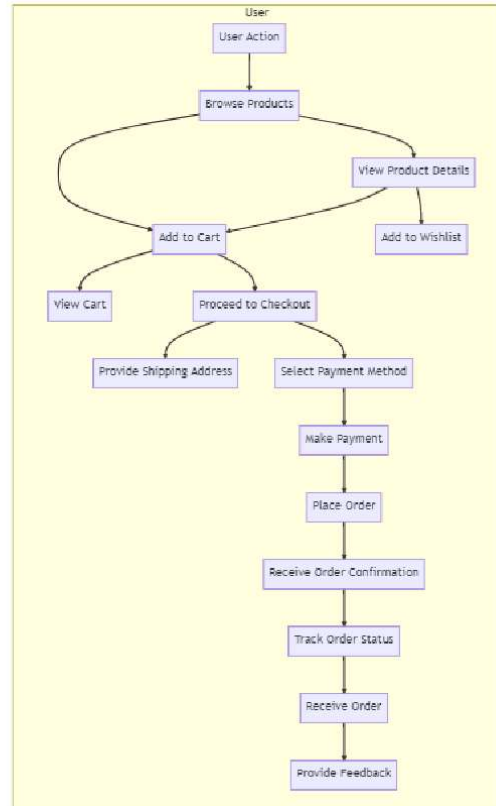 User
User Action
Browse Products
View Product Details
Add to Cart
Add to Wishlist
View Cart
Proceed to Checkout
Provide Shipping Address
Select Payment Method
Make Payment
Place Order
Receive Order Confirmation
Track Order Status
Receive Order
Provide Feedback